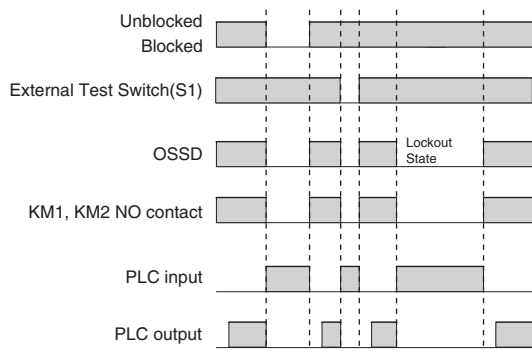 Unblocked
Blocked
External Test Switch(S1)
OSSD
Lockout
State
KM1, KM2 NO contact
PLC input
PLC output